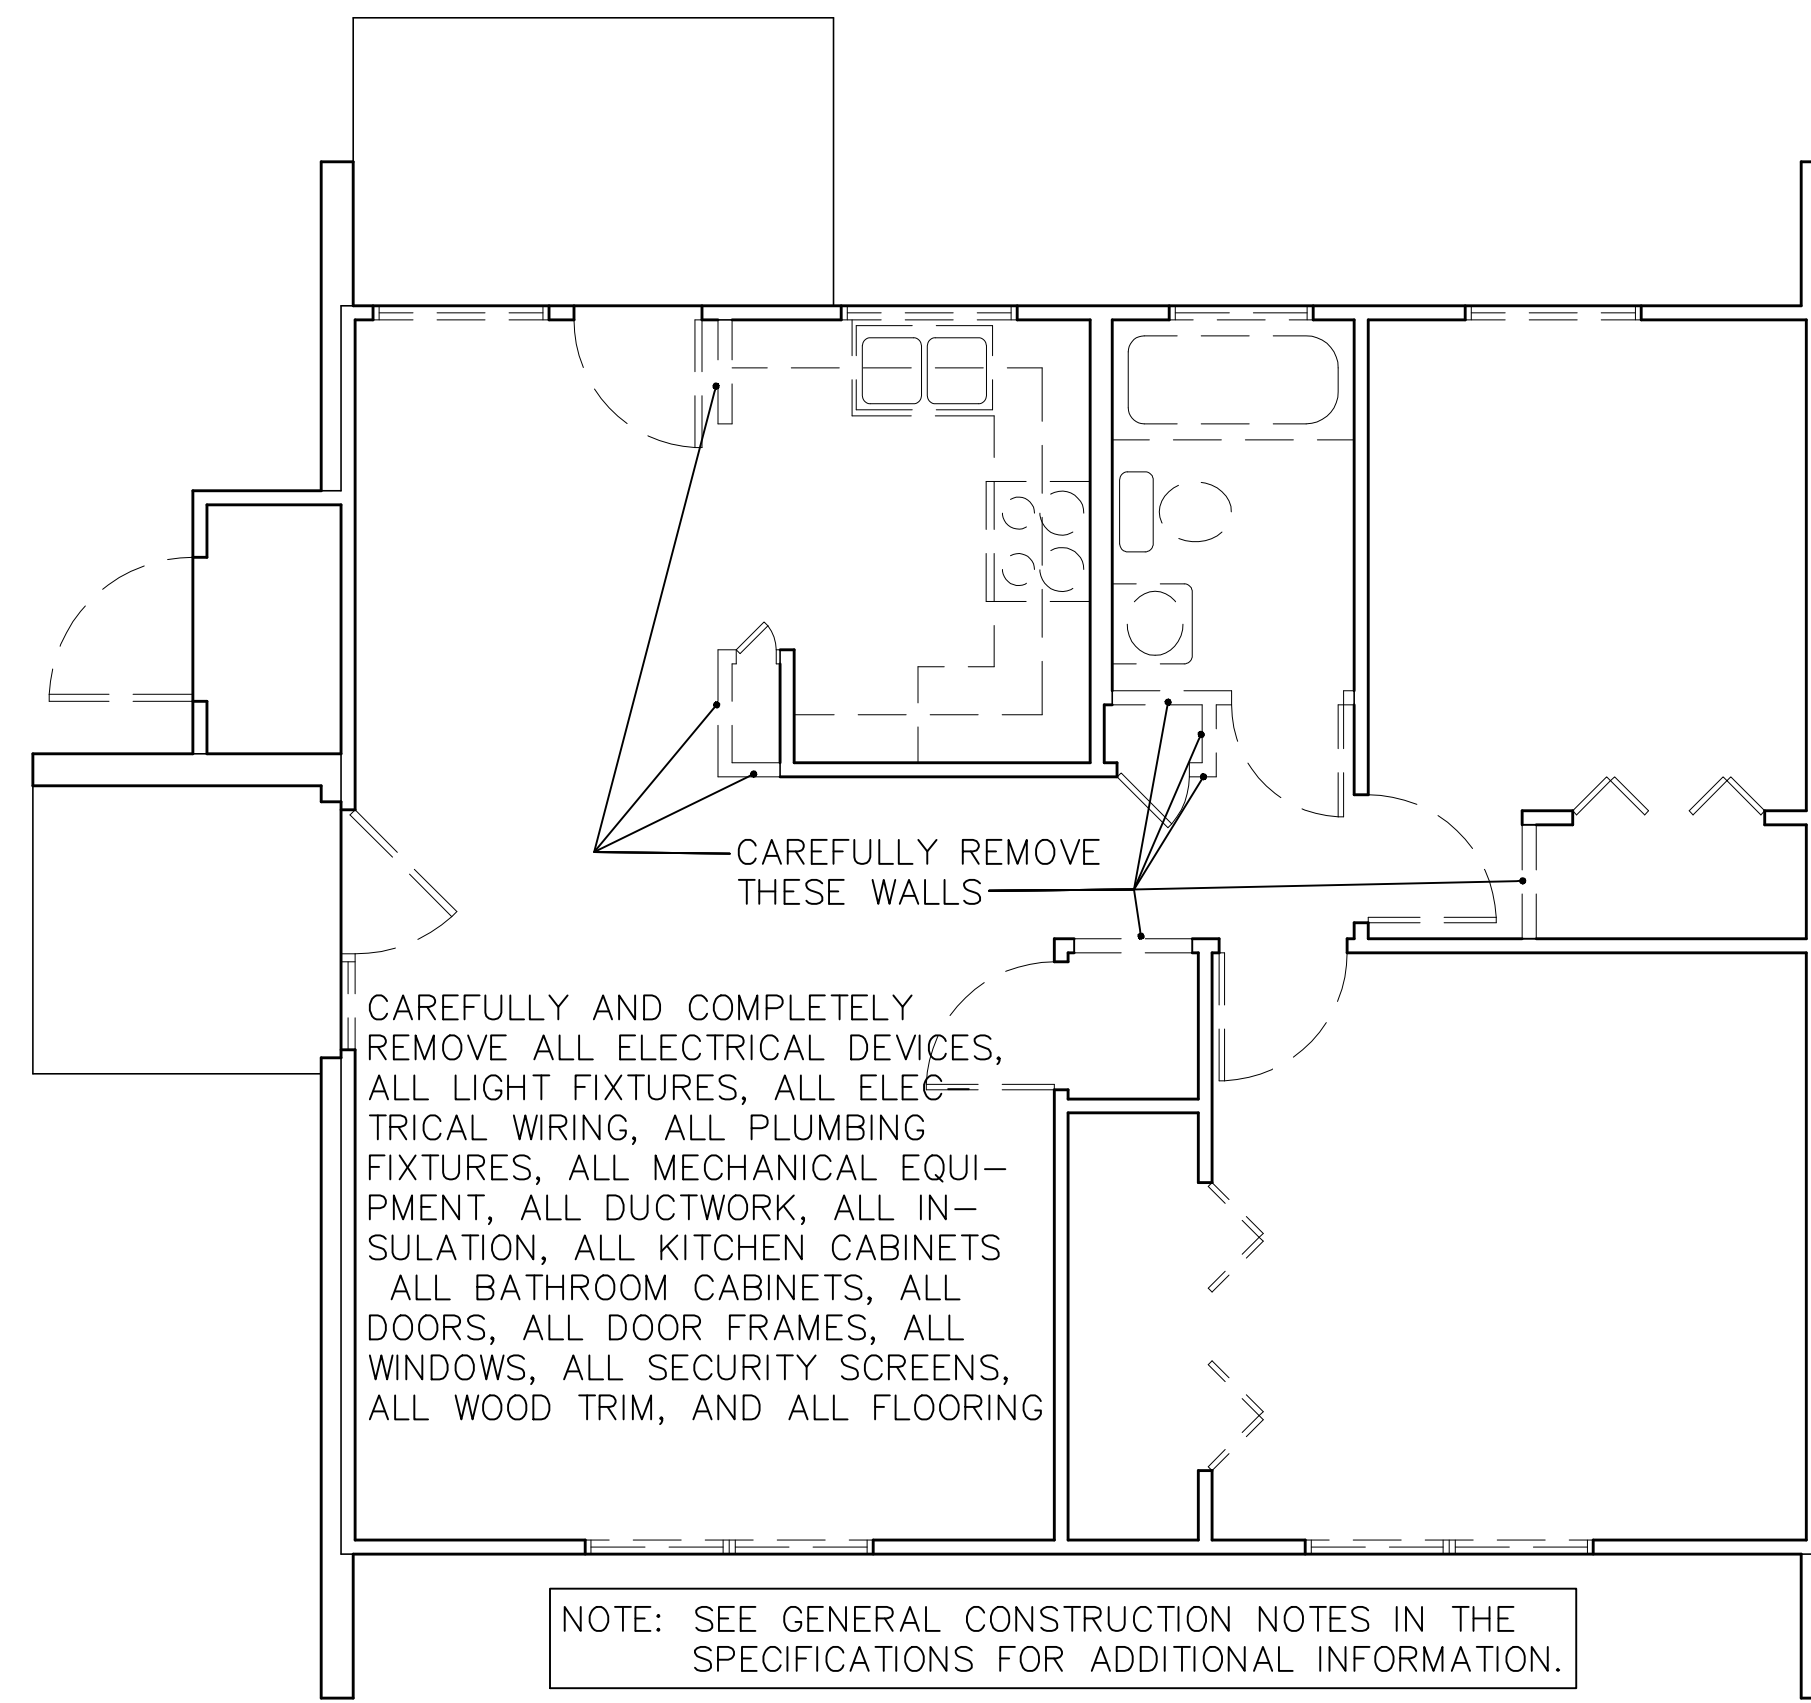 CAREFULLY REMOVE
THESE WALLS
CAREFULLY AND COMPLETELY
REMOVE ALL ELECTRICAL DEVICES,
ALL LIGHT FIXTURES, ALL ELEC-
TRICAL WIRING, ALL PLUMBING
FIXTURES, ALL MECHANICAL EQUI-
PMENT, ALL DUCTWORK, ALL IN-
SULATION, ALL KITCHEN CABINETS
ALL BATHROOM CABINETS, ALL
DOORS, ALL DOOR FRAMES, ALL
WINDOWS, ALL SECURITY SCREENS,
ALL WOOD TRIM, AND ALL FLOORING
NOTE: SEE GENERAL CONSTRUCTION NOTES IN THE
SPECIFICATIONS FOR ADDITIONAL INFORMATION.